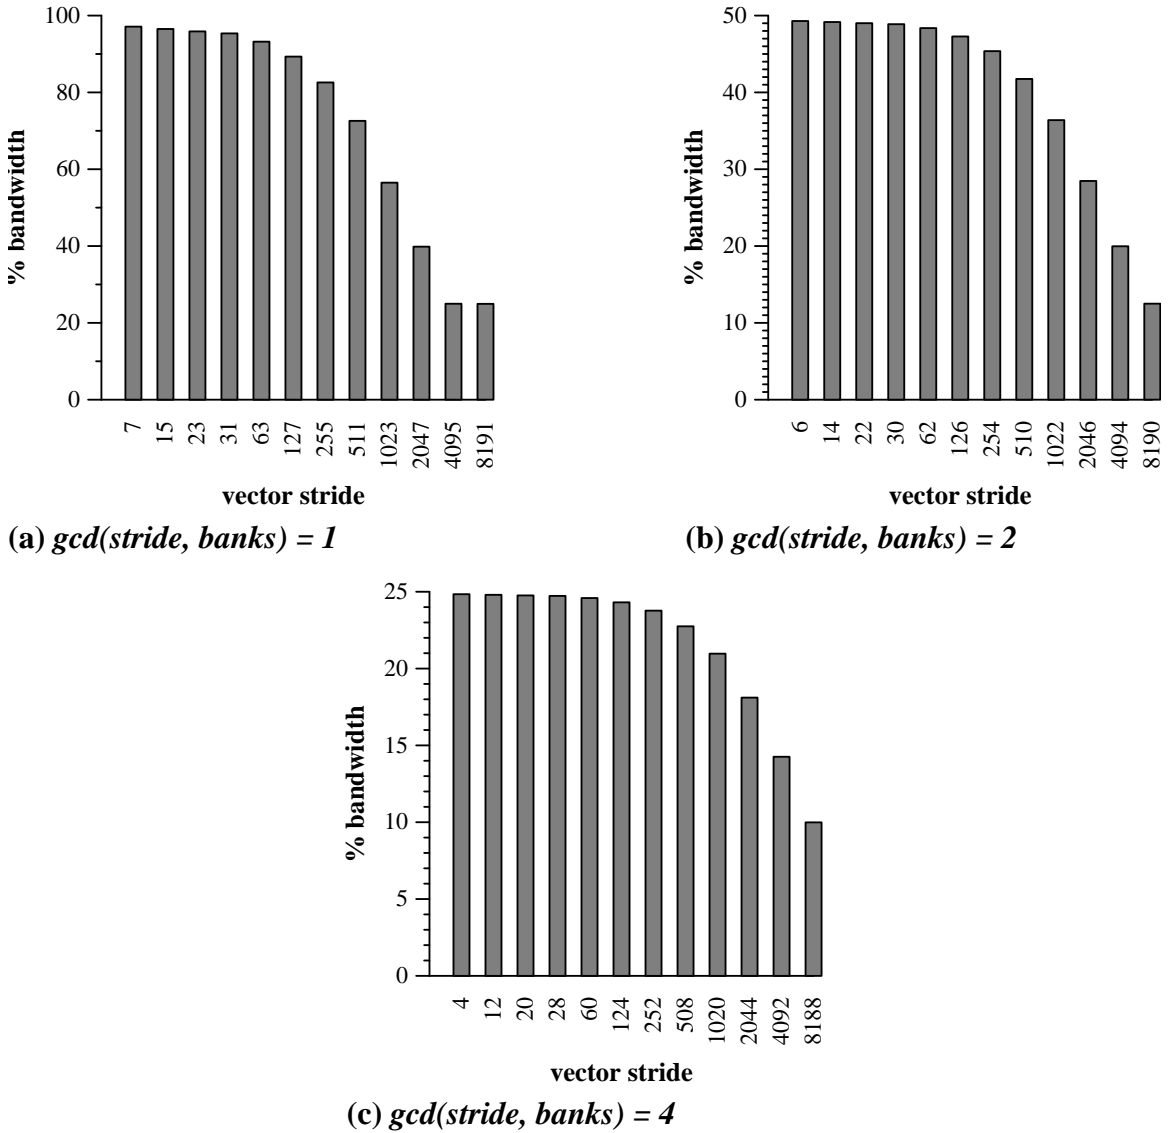 100
80
60
40
20
0
% bandwidth
7 15 23 31 63 127 255 511 1023 2047 4095 8191
vector stride
(a) gcd(stride, banks) = 1
50
40
30
20
10
0
% bandwidth
6 14 22 30 62 126 254 510 1022 2046 4094 8190
vector stride
(b) gcd(stride, banks) = 2
25
20
15
10
5
0
% bandwidth
4 12 20 28 60 124 252 508 1020 2044 4092 8188
vector stride
(c) gcd(stride, banks) = 4